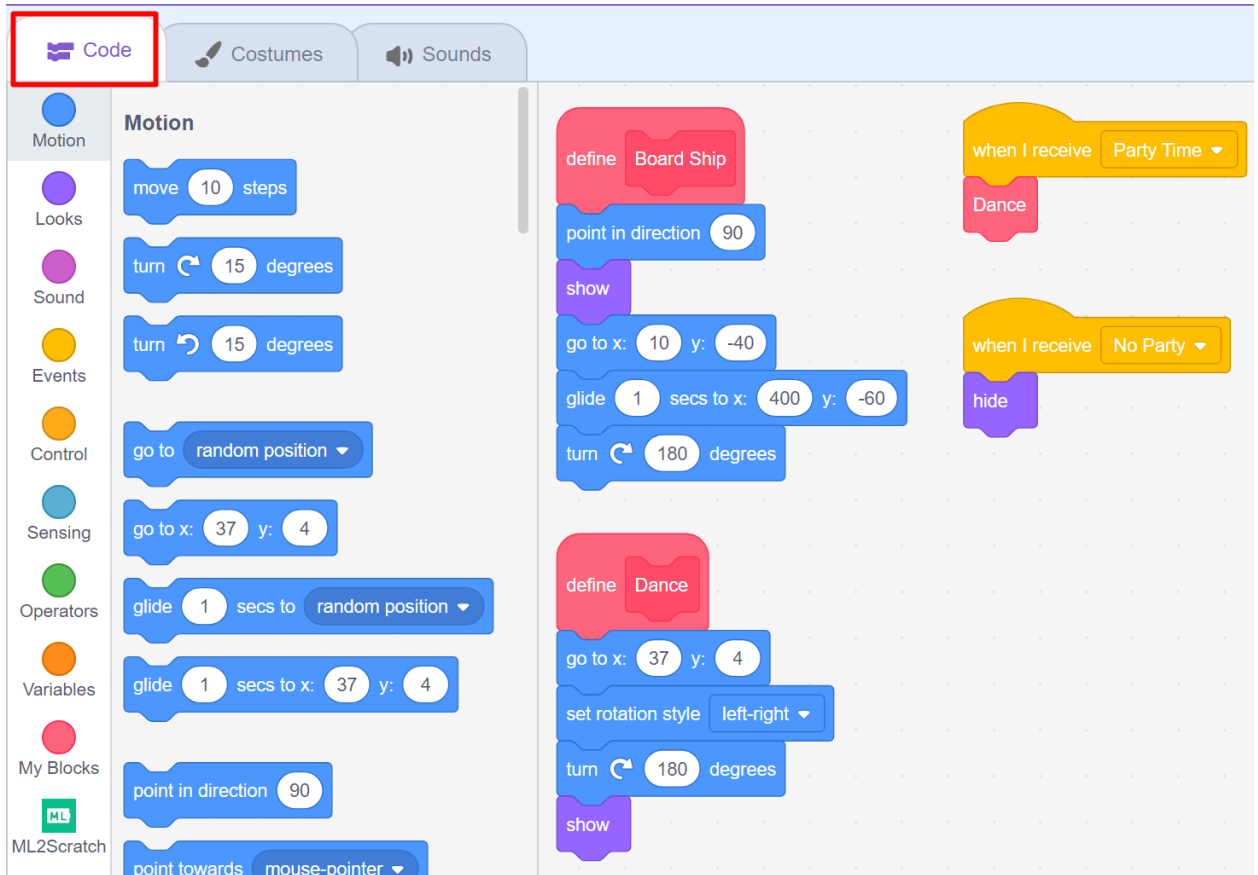 Code
Costumes
Sounds
Motion
Looks
Sound
Events
Control
Sensing
Operators
Variables
My Blocks
ML
ML2Scratch
Motion
move 10 steps
turn 15 degrees
turn 15 degrees
go to random position
go to x: 37 y: 4
glide 1 secs to random position
glide 1 secs to x: 37 y: 4
point in direction 90
point towards mouse-pointer
define Board Ship
point in direction 90
show
go to x: 10 y: -40
glide 1 secs to x: 400 y: -60
turn 180 degrees
define Dance
go to x: 37 y: 4
set rotation style left-right
turn 180 degrees
show
when I receive Party Time
Dance
when I receive No Party
hide